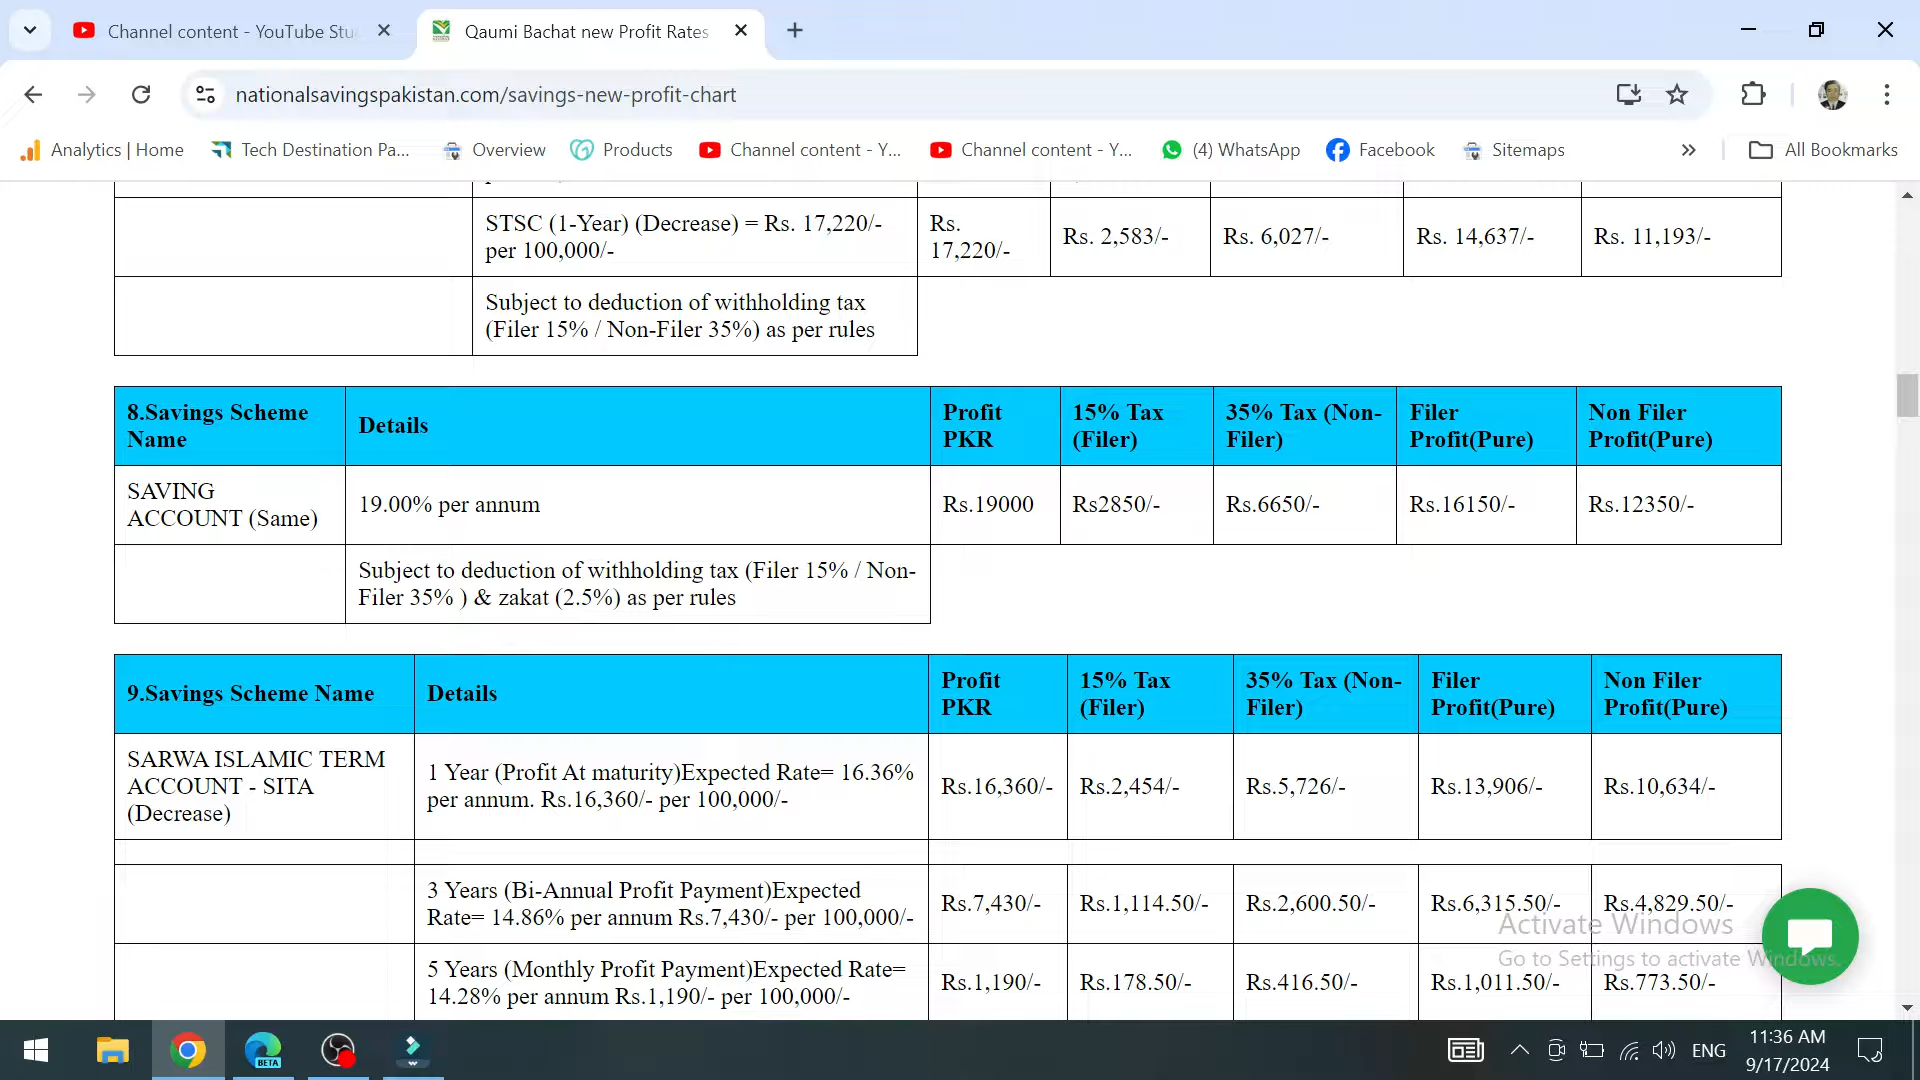 Channel content - YouTube Stu
Qaumi Bachat new Profit Rates
nationalsavingspakistan.com/savings-new-profit-chart
Analytics | Home
Tech Destination Pa...
Overview
Products
Channel content - Y...
Channel content - Y...
(4) WhatsApp
Facebook
Sitemaps
All Bookmarks
STSC (1-Year) (Decrease) = Rs. 17,220/-
per 100,000/-
Rs.
17,220/-
Rs. 2,583/-
Rs. 6,027/-
Rs. 14,637/-
Rs. 11,193/-
Subject to deduction of withholding tax
(Filer 15% / Non-Filer 35%) as per rules
8.Savings Scheme
Name
Details
Profit
PKR
15% Tax
(Filer)
35% Tax (Non-
Filer)
Filer
Profit(Pure)
Non Filer
Profit(Pure)
SAVING
ACCOUNT (Same)
19.00% per annum
Rs.19000
Rs2850/-
Rs.6650/-
Rs.16150/-
Rs.12350/-
Subject to deduction of withholding tax (Filer 15% / Non-
Filer 35% ) & zakat (2.5%) as per rules
9.Savings Scheme Name
Details
Profit
PKR
15% Tax
(Filer)
35% Tax (Non-
Filer)
Filer
Profit(Pure)
Non Filer
Profit(Pure)
SARWA ISLAMIC TERM
ACCOUNT - SITA
(Decrease)
1 Year (Profit At maturity)Expected Rate= 16.36%
per annum. Rs.16,360/- per 100,000/-
Rs.16,360/-
Rs.2,454/-
Rs.5,726/-
Rs.13,906/-
Rs.10,634/-
3 Years (Bi-Annual Profit Payment)Expected
Rate= 14.86% per annum Rs.7,430/- per 100,000/-
Rs.7,430/-
Rs.1,114.50/-
Rs.2,600.50/-
Rs.6,315.50/-
Rs.4,829.50/-
5 Years (Monthly Profit Payment)Expected Rate=
14.28% per annum Rs.1,190/- per 100,000/-
Rs.1,190/-
Rs.178.50/-
Rs.416.50/-
Rs.1,011.50/-
Rs.773.50/-
Activate Windows
Go to Settings to activate Windows.
BETA
ENG
11:36 AM
9/17/2024